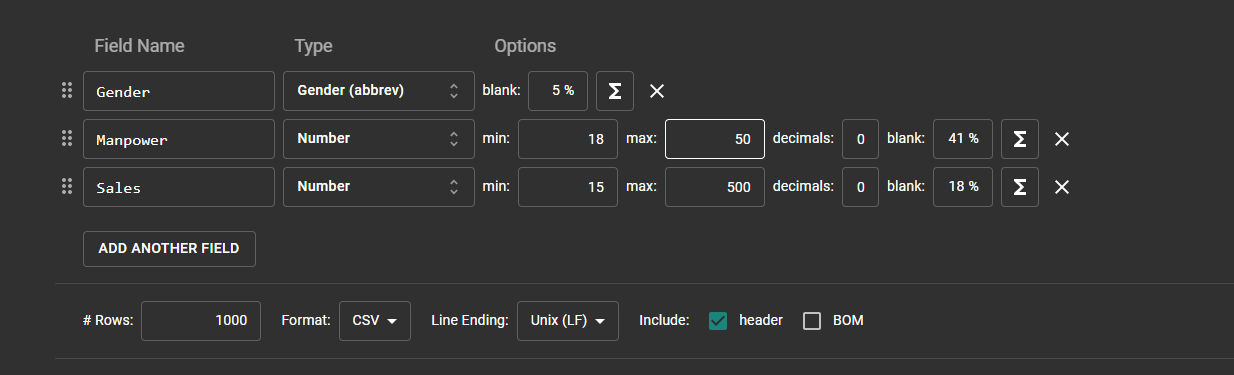 Field Name Type Options
Gender Gender (abbrev) blank: 5 % Σ
Manpower Number min: 18 max: 50 decimals: 0 blank: 41 % Σ
Sales Number min: 15 max: 500 decimals: 0 blank: 18 % Σ
ADD ANOTHER FIELD
# Rows: 1000 Format: CSV Line Ending: Unix (LF) Include: header BOM